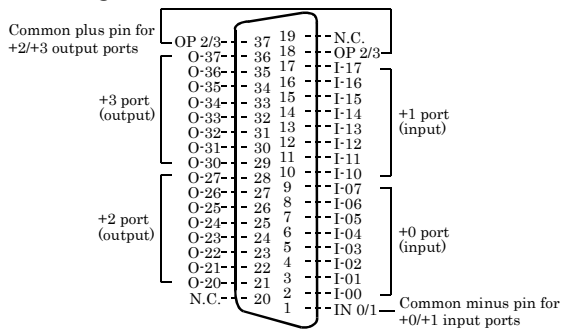 Common plus pin for
+2/+3 output ports
OP 2/3 37 19 N.C.
O-37 36 18 OP 2/3
O-36 35 17 I-17
O-35 34 16 I-16
O-34 33 15 I-15
O-33 32 14 I-14
O-32 31 13 I-13
O-31 30 12 I-12
O-30 29 11 I-11
O-27 28 10 I-10
O-26 27 9 I-07
O-25 26 8 I-06
O-24 25 7 I-05
O-23 24 6 I-04
O-22 23 5 I-03
O-21 22 4 I-02
O-20 21 3 I-01
N.C. 20 2 I-00
1 IN 0/1
+3 port
(output)
+2 port
(output)
+1 port
(input)
+0 port
(input)
Common minus pin for
+0/+1 input ports